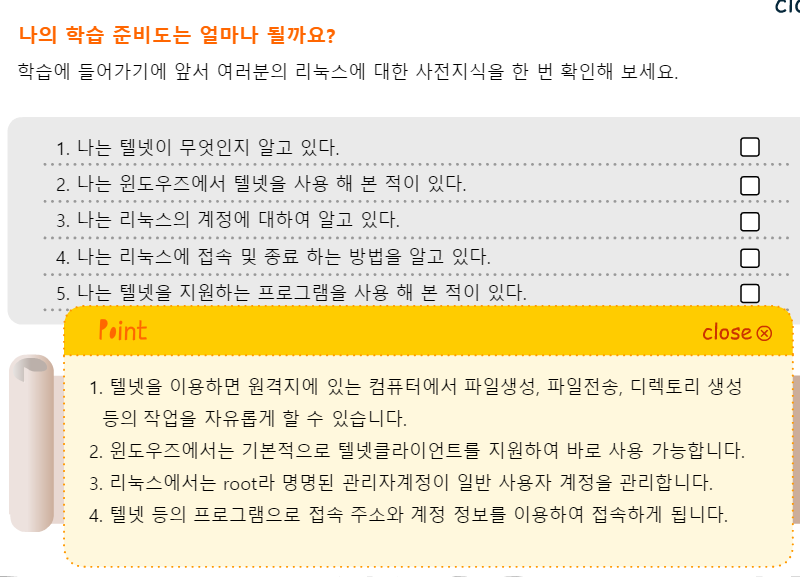 clo
나의 학습 준비도는 얼마나 될까요?
학습에 들어가기에 앞서 여러분의 리눅스에 대한 사전지식을 한 번 확인해 보세요.
1. 나는 텔넷이 무엇인지 알고 있다.
2. 나는 윈도우즈에서 텔넷을 사용 해 본 적이 있다.
3. 나는 리눅스의 계정에 대하여 알고 있다.
4. 나는 리눅스에 접속 및 종료 하는 방법을 알고 있다.
5. 나는 텔넷을 지원하는 프로그램을 사용 해 본 적이 있다.
Point close
1. 텔넷을 이용하면 원격지에 있는 컴퓨터에서 파일생성, 파일전송, 디렉토리 생성
등의 작업을 자유롭게 할 수 있습니다.
2. 윈도우즈에서는 기본적으로 텔넷클라이언트를 지원하여 바로 사용 가능합니다.
3. 리눅스에서는 root라 명명된 관리자계정이 일반 사용자 계정을 관리합니다.
4. 텔넷 등의 프로그램으로 접속 주소와 계정 정보를 이용하여 접속하게 됩니다.